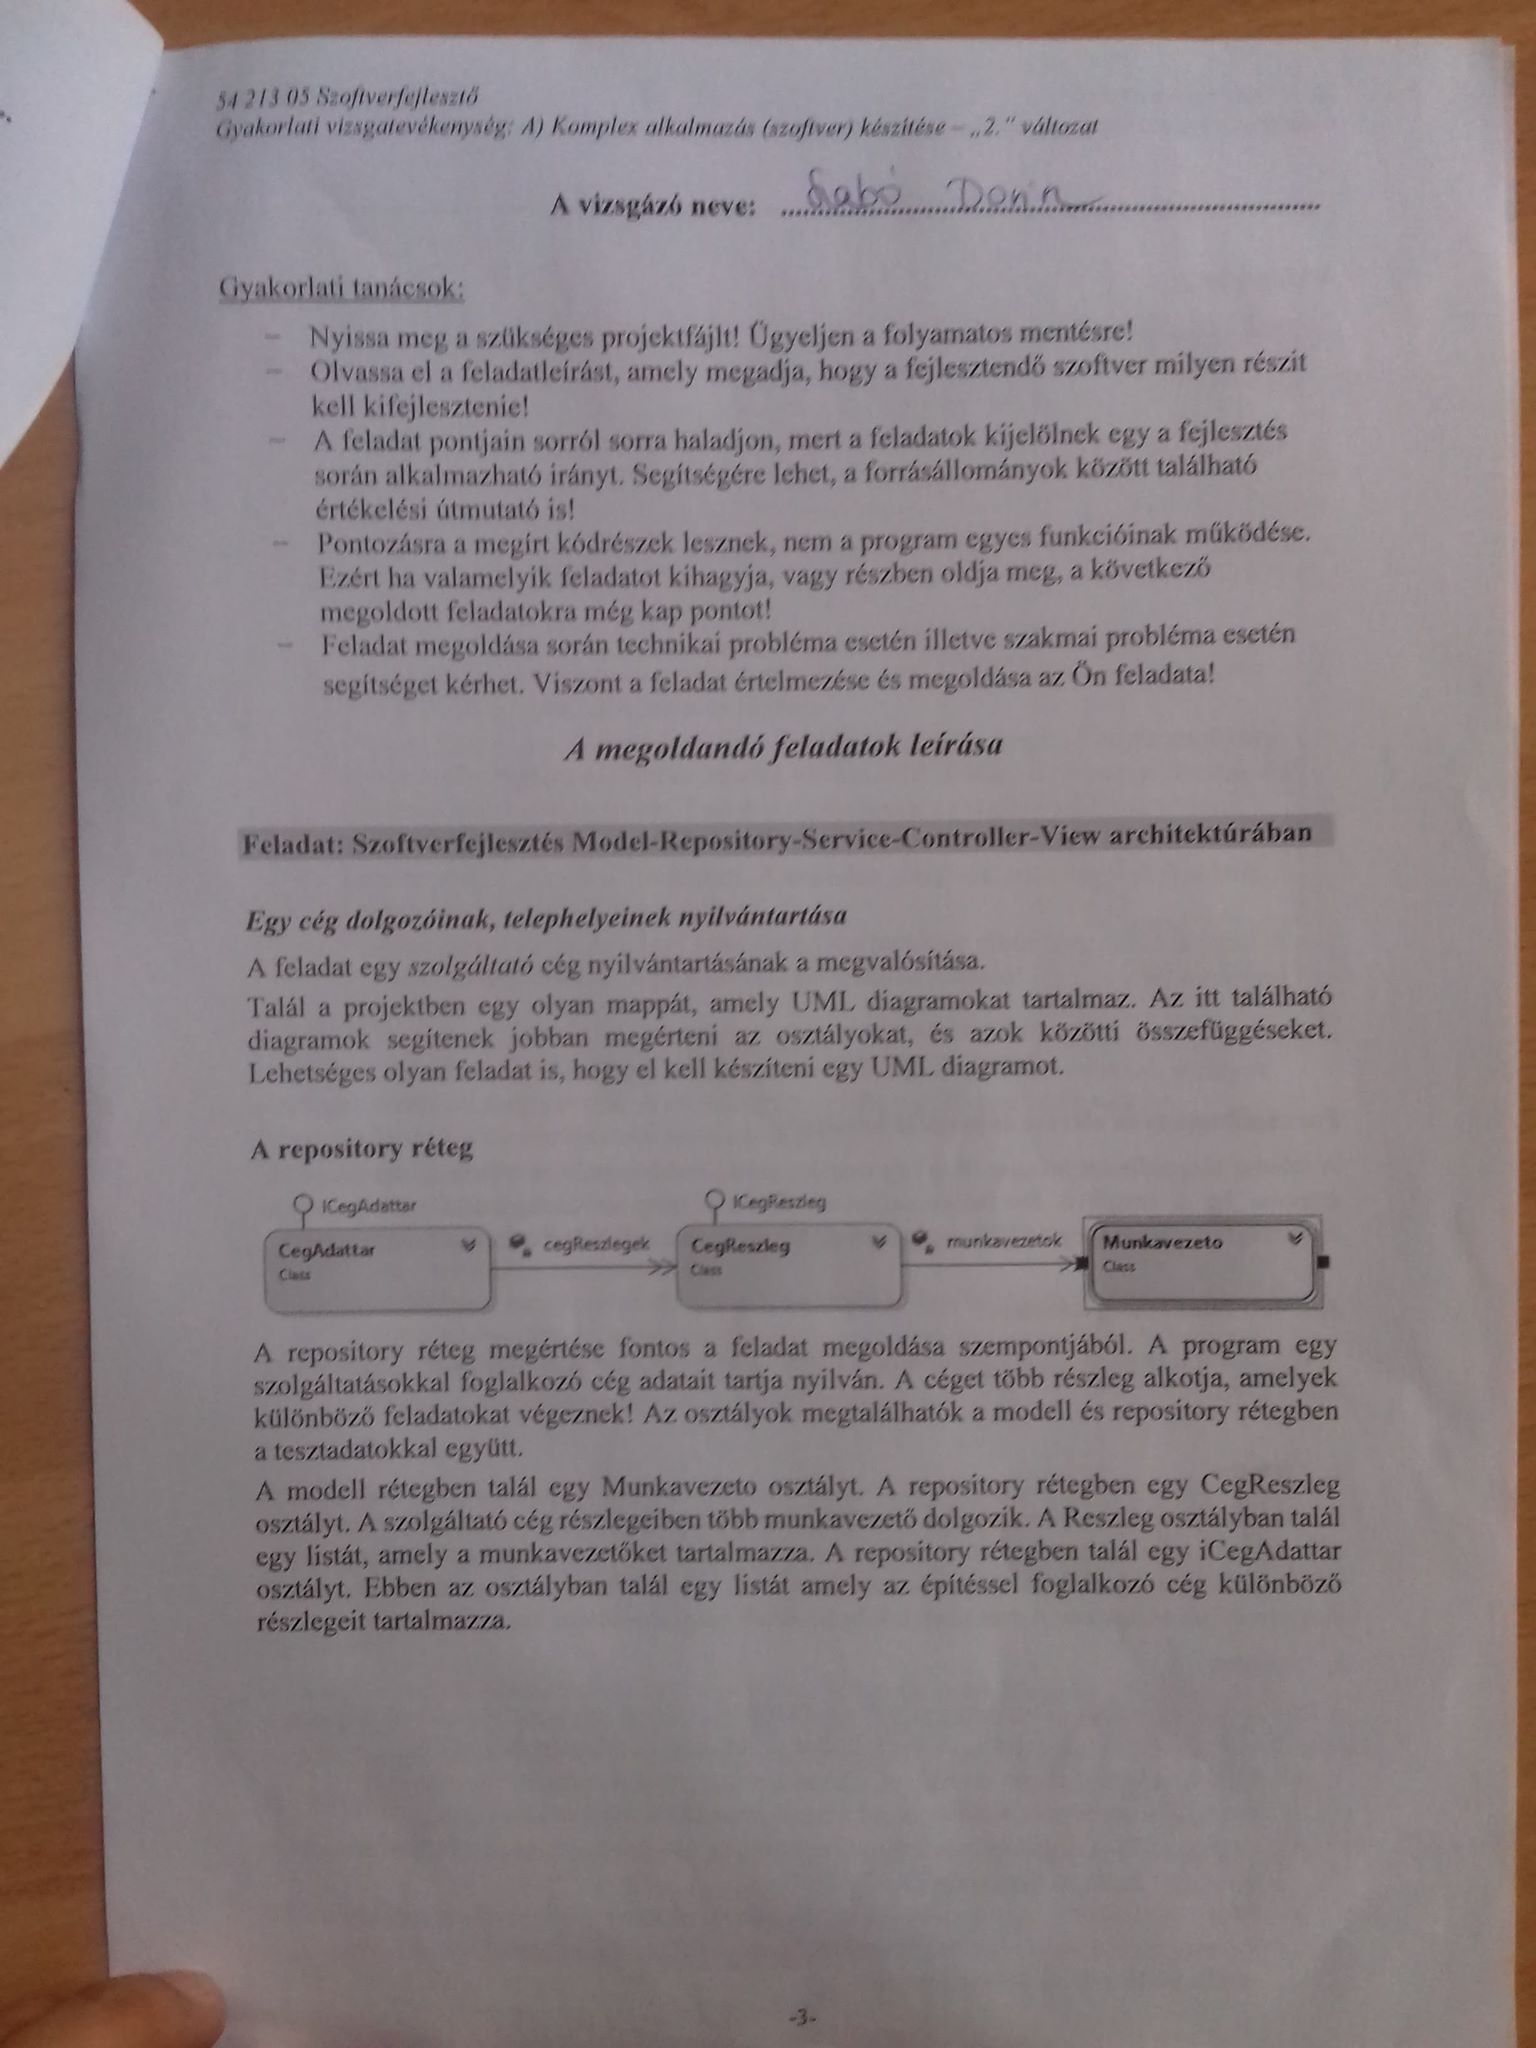 54 213 05 Szoftverfejlesztő
Gyakorlati vizsgatevékenység: A) Komplex alkalmazás (szoftver) készítése – „2.” változat
A vizsgázó neve:
Gyakorlati tanácsok:
– Nyissa meg a szükséges projektfájlt! Ügyeljen a folyamatos mentésre!
– Olvassa el a feladatleírást, amely megadja, hogy a fejlesztendő szoftver milyen részit
kell kifejlesztenie!
– A feladat pontjain sorról sorra haladjon, mert a feladatok kijelölnek egy a fejlesztés
során alkalmazható irányt. Segítségére lehet, a forrásállományok között található
értékelési útmutató is!
– Pontozásra a megírt kódrészek lesznek, nem a program egyes funkcióinak működése.
Ezért ha valamelyik feladatot kihagyja, vagy részben oldja meg, a következő
megoldott feladatokra még kap pontot!
– Feladat megoldása során technikai probléma esetén illetve szakmai probléma esetén
segítséget kérhet. Viszont a feladat értelmezése és megoldása az Ön feladata!
A megoldandó feladatok leírása
Feladat: Szoftverfejlesztés Model-Repository-Service-Controller-View architektúrában
Egy cég dolgozóinak, telephelyeinek nyilvántartása
A feladat egy szolgáltató cég nyilvántartásának a megvalósítása.
Talál a projektben egy olyan mappát, amely UML diagramokat tartalmaz. Az itt található
diagramok segítenek jobban megérteni az osztályokat, és azok közötti összefüggéseket.
Lehetséges olyan feladat is, hogy el kell készíteni egy UML diagramot.
A repository réteg
ICegAdattar
ICegReszleg
CegAdattar
Class
cegReszlegek
CegReszleg
Class
munkavezetok
Munkavezeto
Class
A repository réteg megértése fontos a feladat megoldása szempontjából. A program egy
szolgáltatásokkal foglalkozó cég adatait tartja nyilván. A céget több részleg alkotja, amelyek
különböző feladatokat végeznek! Az osztályok megtalálhatók a modell és repository rétegben
a tesztadatokkal együtt.
A modell rétegben talál egy Munkavezeto osztályt. A repository rétegben egy CegReszleg
osztályt. A szolgáltató cég részlegeiben több munkavezető dolgozik. A Reszleg osztályban talál
egy listát, amely a munkavezetőket tartalmazza. A repository rétegben talál egy iCegAdattar
osztályt. Ebben az osztályban talál egy listát amely az építéssel foglalkozó cég különböző
részlegeit tartalmazza.
-3-